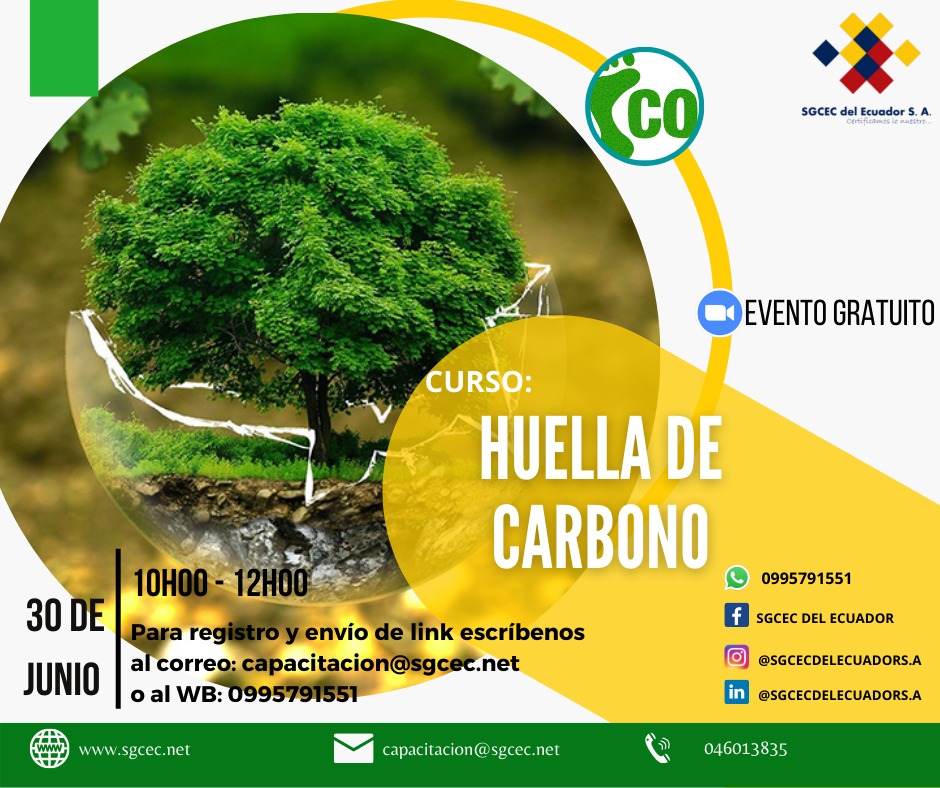 CO
SGCEC del Ecuador S. A.
Certificamos lo nuestro...
EVENTO GRATUITO
CURSO:
HUELLA DE
CARBONO
30 DE
JUNIO
10H00 - 12H00
Para registro y envío de link escríbenos
al correo: capacitacion@sgcec.net
o al WB: 0995791551
0995791551
SGCEC DEL ECUADOR
@SGCECDELECUADORS.A
@SGCECDELECUADORS.A
www.sgcec.net
capacitacion@sgcec.net
046013835